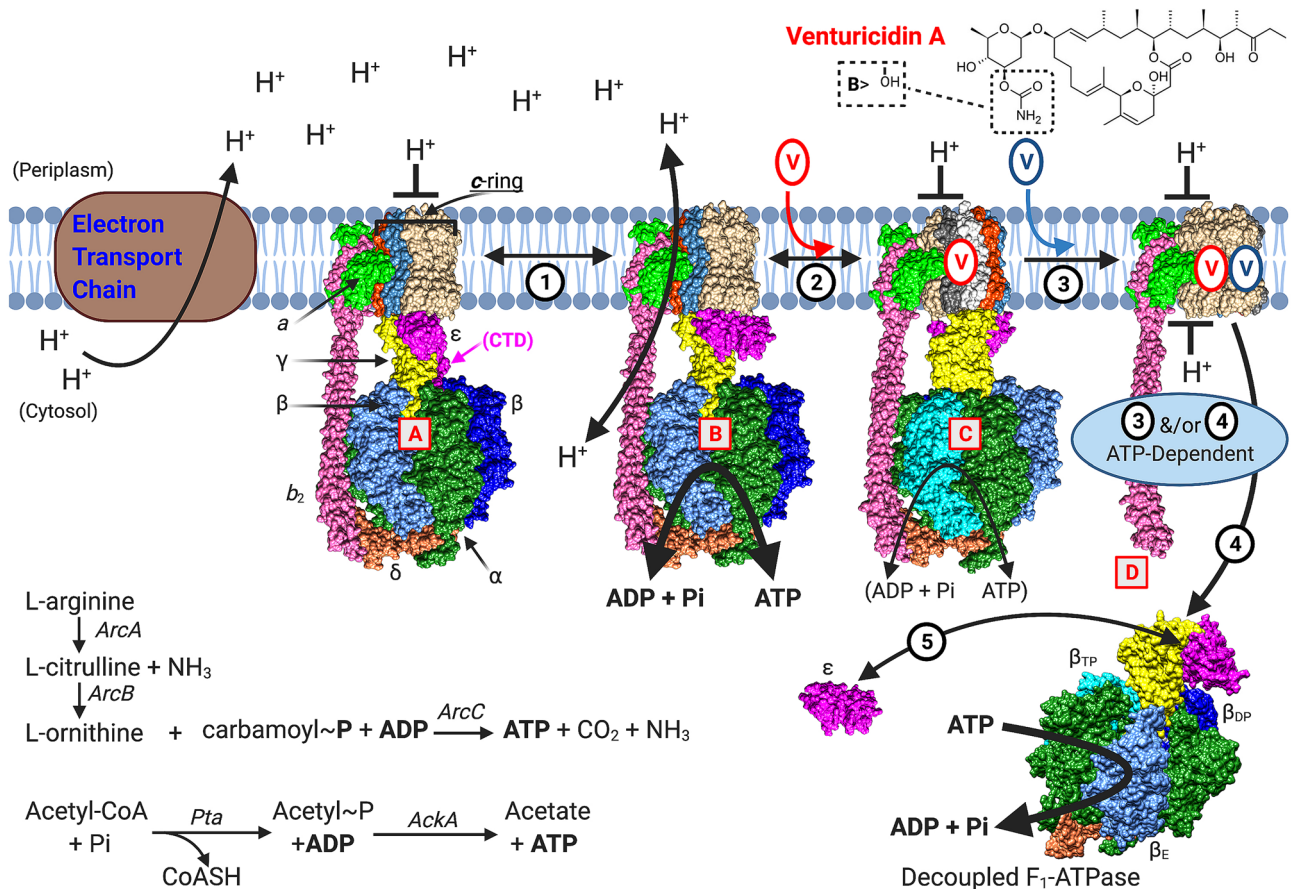 Venturicidin A
B> OH
HO
O
O
O
O
NH2
O
O
OH
O
O
OH
H+
H+
H+
H+
H+
H+
H+
H+
H+
H+
H+
(Periplasm)
c-ring
V
V
Electron
Transport
Chain
1
2
3
V
V
V
a
ε
(CTD)
γ
H+
H+
(Cytosol)
H+
β
β
A
B
C
3 &/or 4
ATP-Dependent
H+
b2
δ
α
ADP + Pi
ATP
(ADP + Pi
ATP)
D
4
L-arginine
ArcA
L-citrulline + NH3
ArcB
L-ornithine + carbamoyl~P + ADP ArcC ATP + CO2 + NH3
5
ε
βTP
βDP
ATP
ADP + Pi
βE
Decoupled F1-ATPase
Acetyl-CoA
+ Pi
Pta
CoASH
Acetyl~P
+ADP
AckA
Acetate
+ ATP